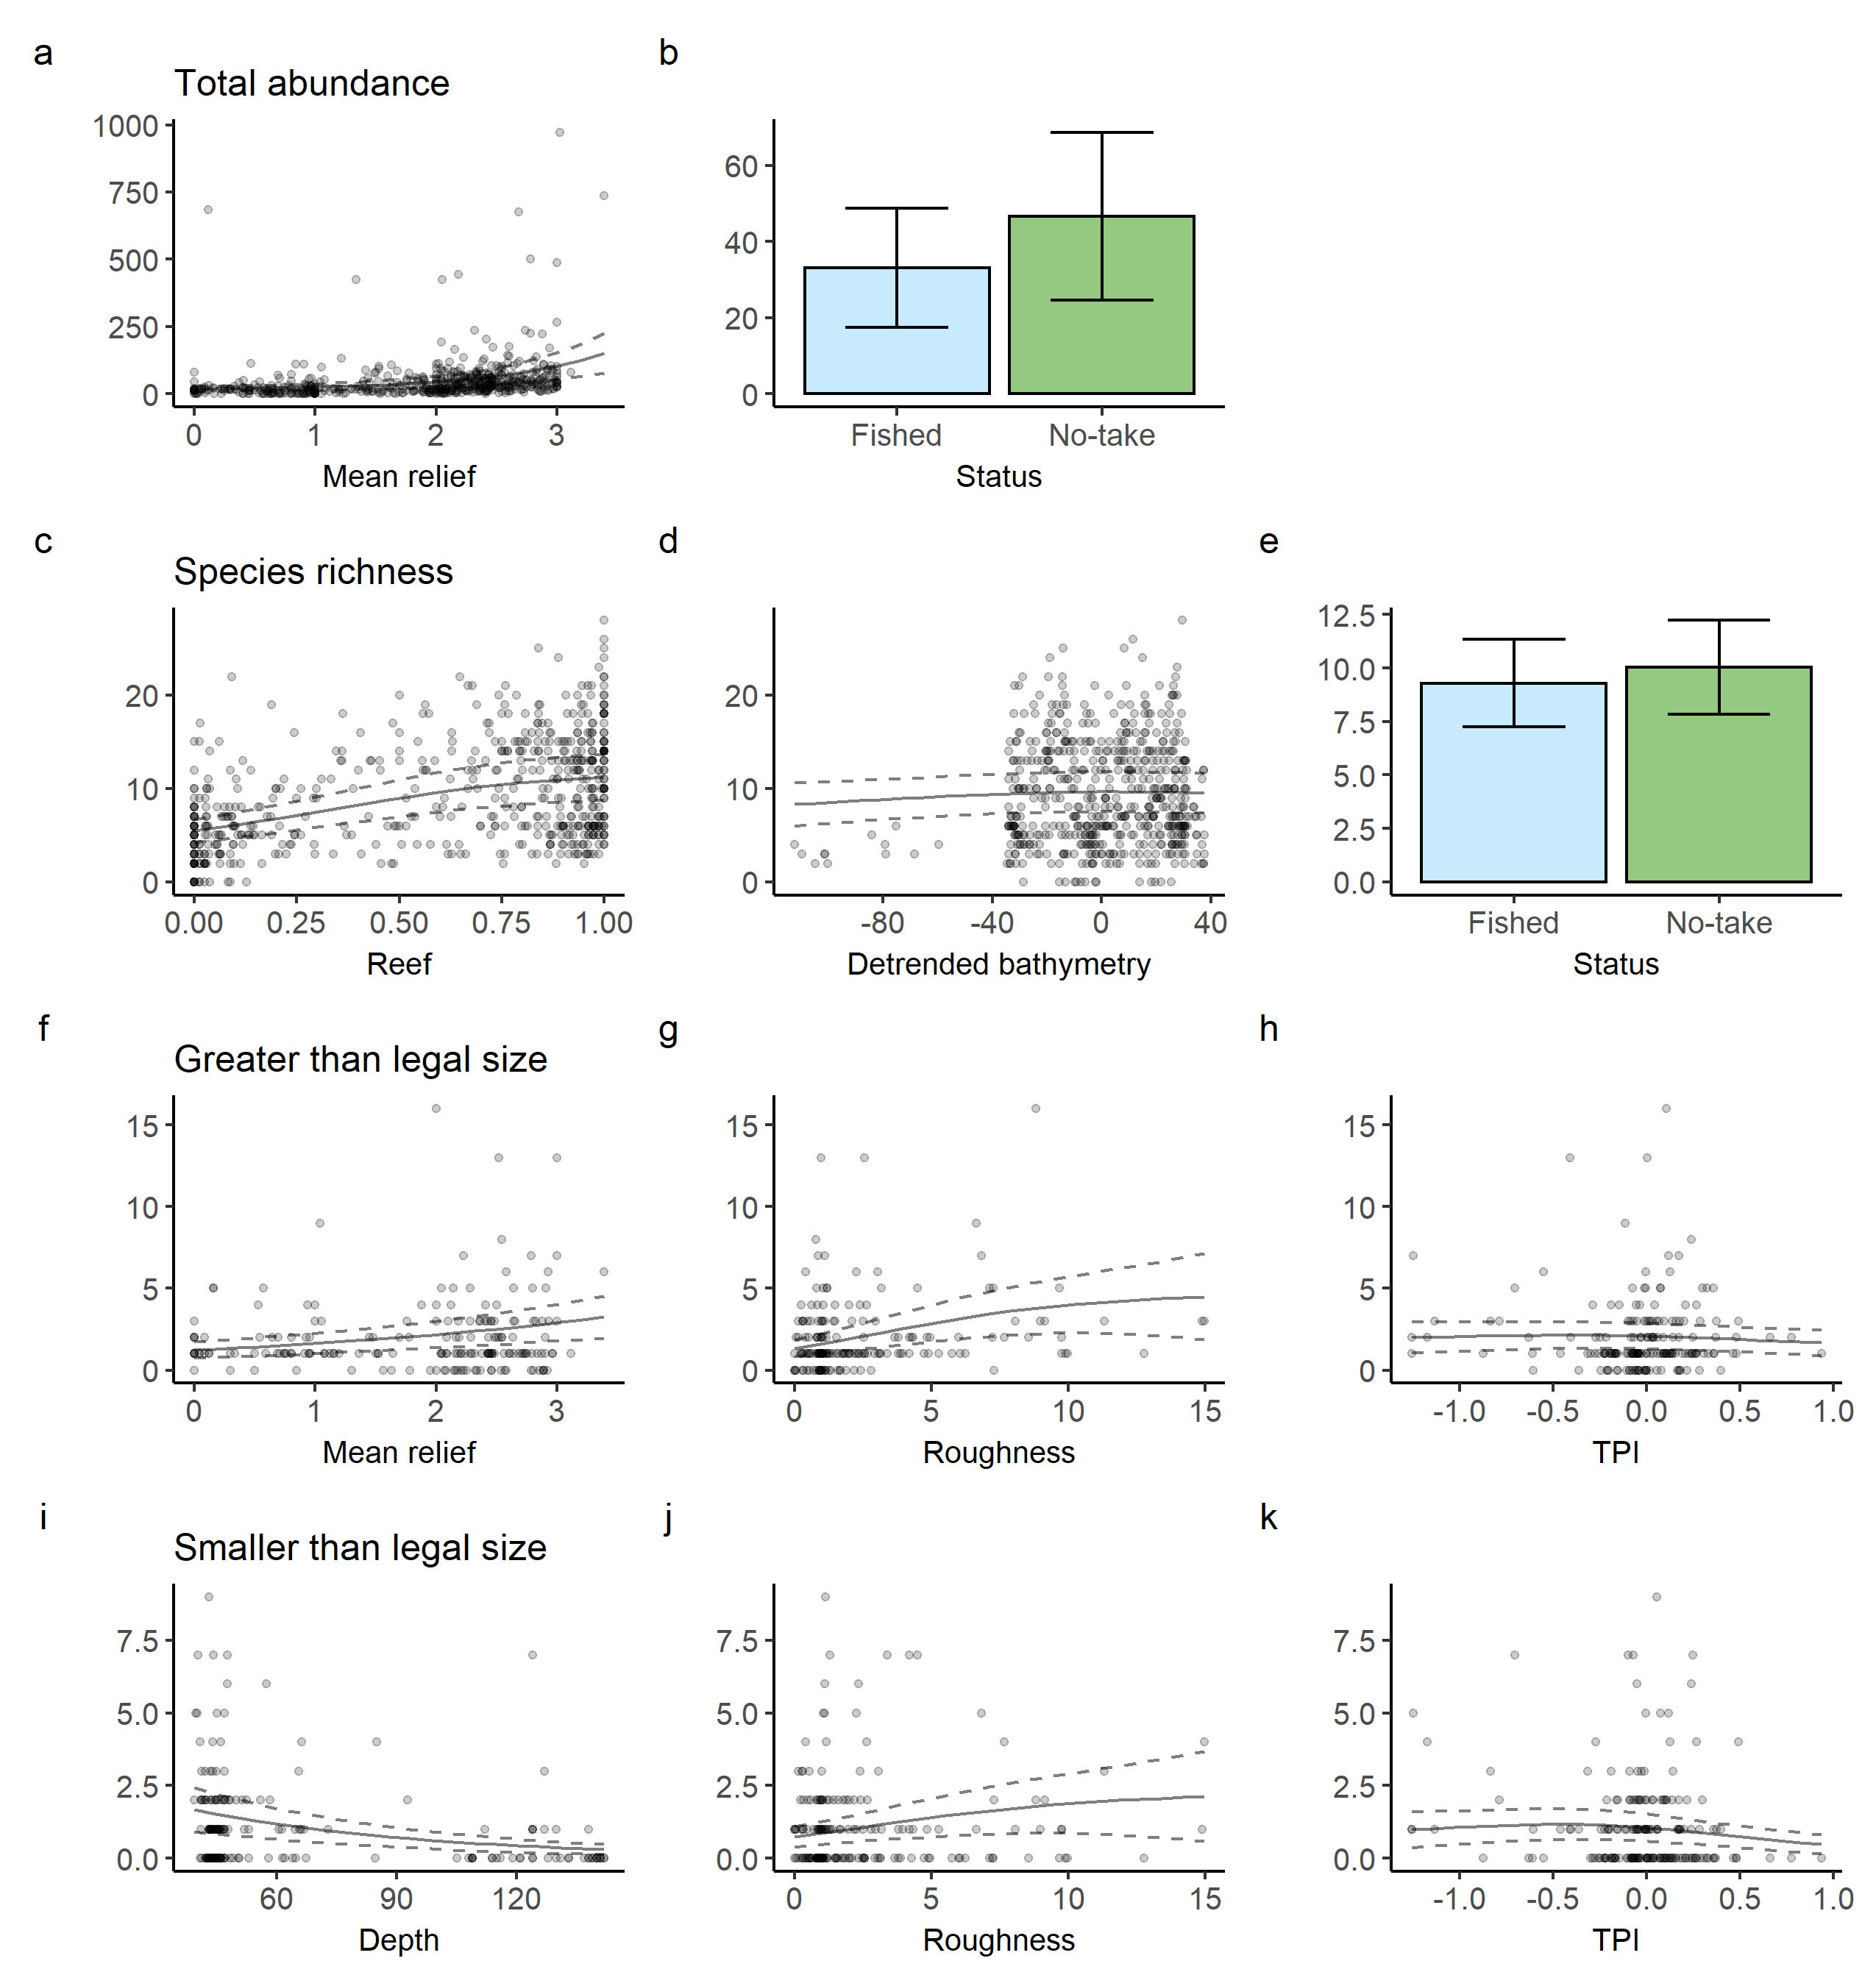 a
b
Total abundance
1000
750
500
250
0
0 1 2 3
Mean relief
60
40
20
0
Fished No-take
Status
c
d
e
Species richness
20
10
0
0.00 0.25 0.50 0.75 1.00
Reef
20
10
0
-80 -40 0 40
Detrended bathymetry
12.5
10.0
7.5
5.0
2.5
0.0
Fished No-take
Status
f
g
h
Greater than legal size
15
10
5
0
0 1 2 3
Mean relief
15
10
5
0
0 5 10 15
Roughness
15
10
5
0
-1.0 -0.5 0.0 0.5 1.0
TPI
i
j
k
Smaller than legal size
7.5
5.0
2.5
0.0
60 90 120
Depth
7.5
5.0
2.5
0.0
0 5 10 15
Roughness
7.5
5.0
2.5
0.0
-1.0 -0.5 0.0 0.5 1.0
TPI